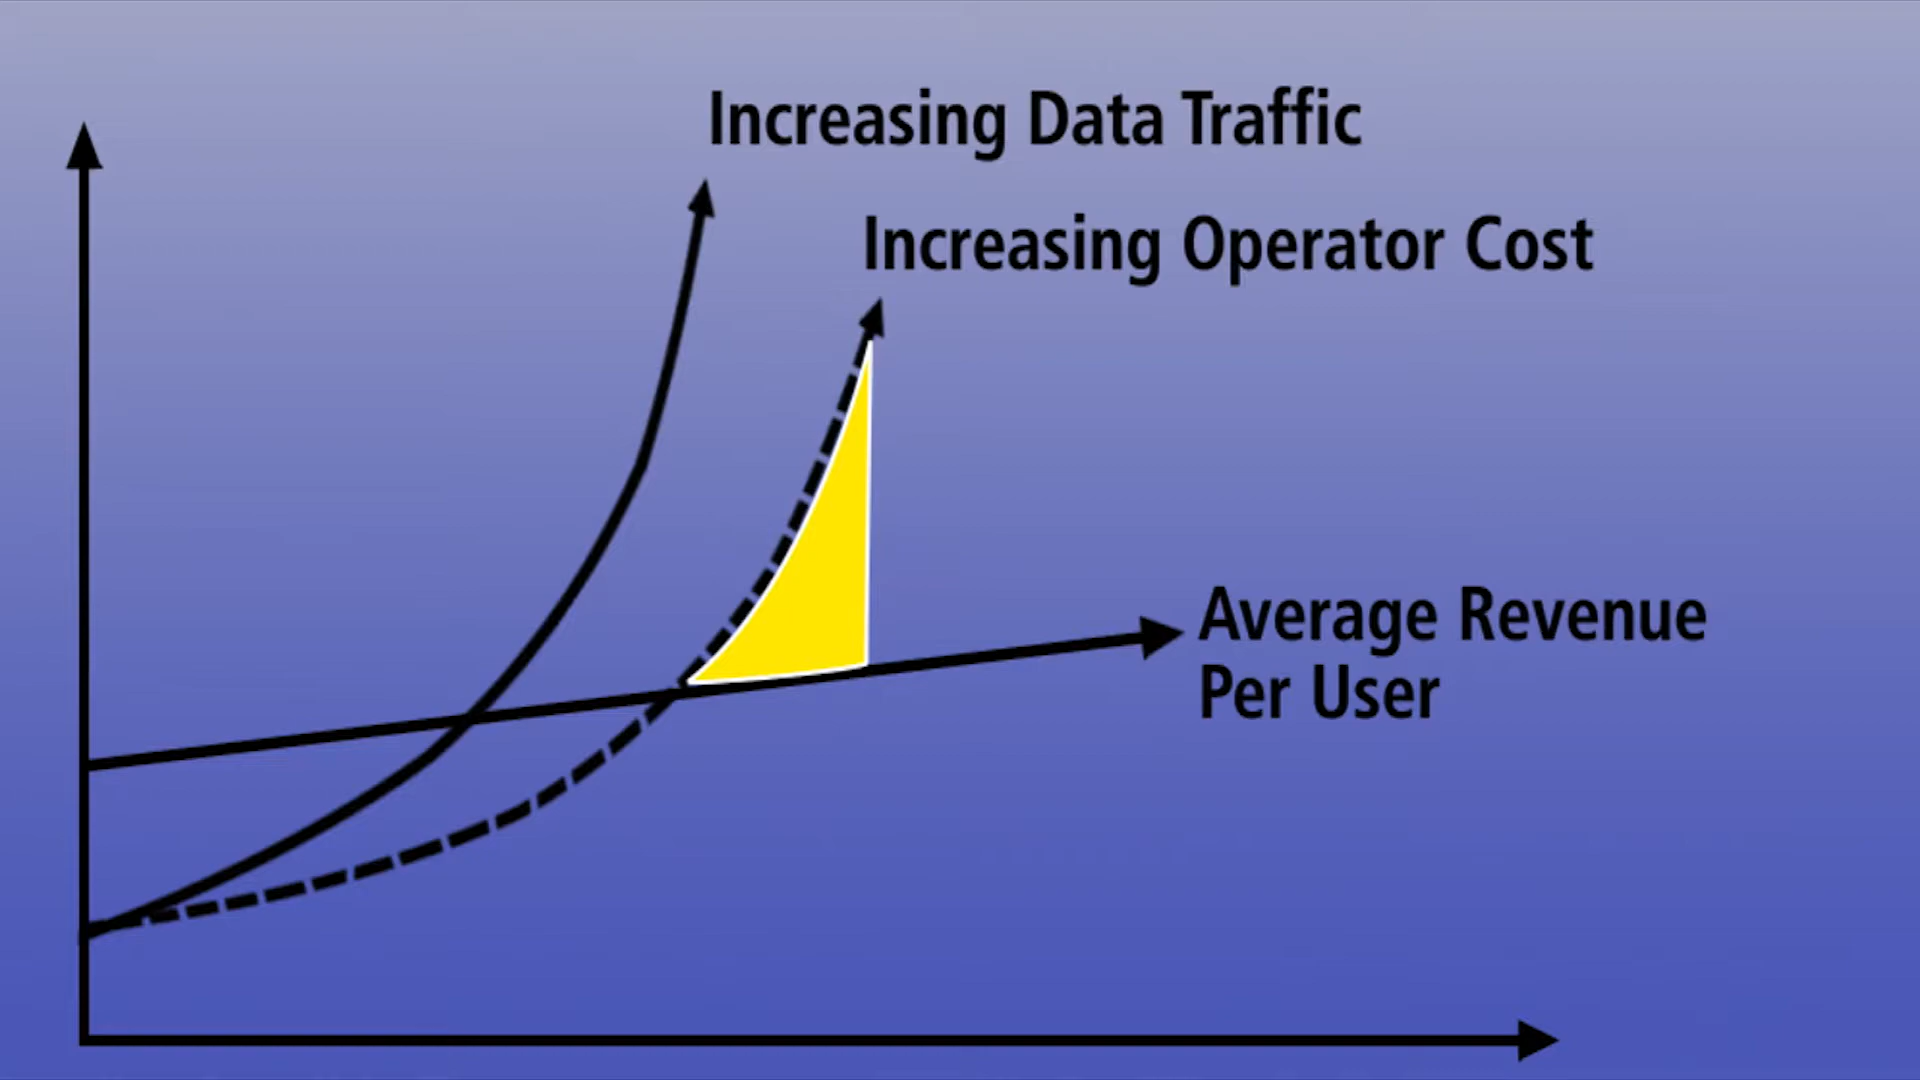 Increasing Data Traffic
Increasing Operator Cost
Average Revenue
Per User